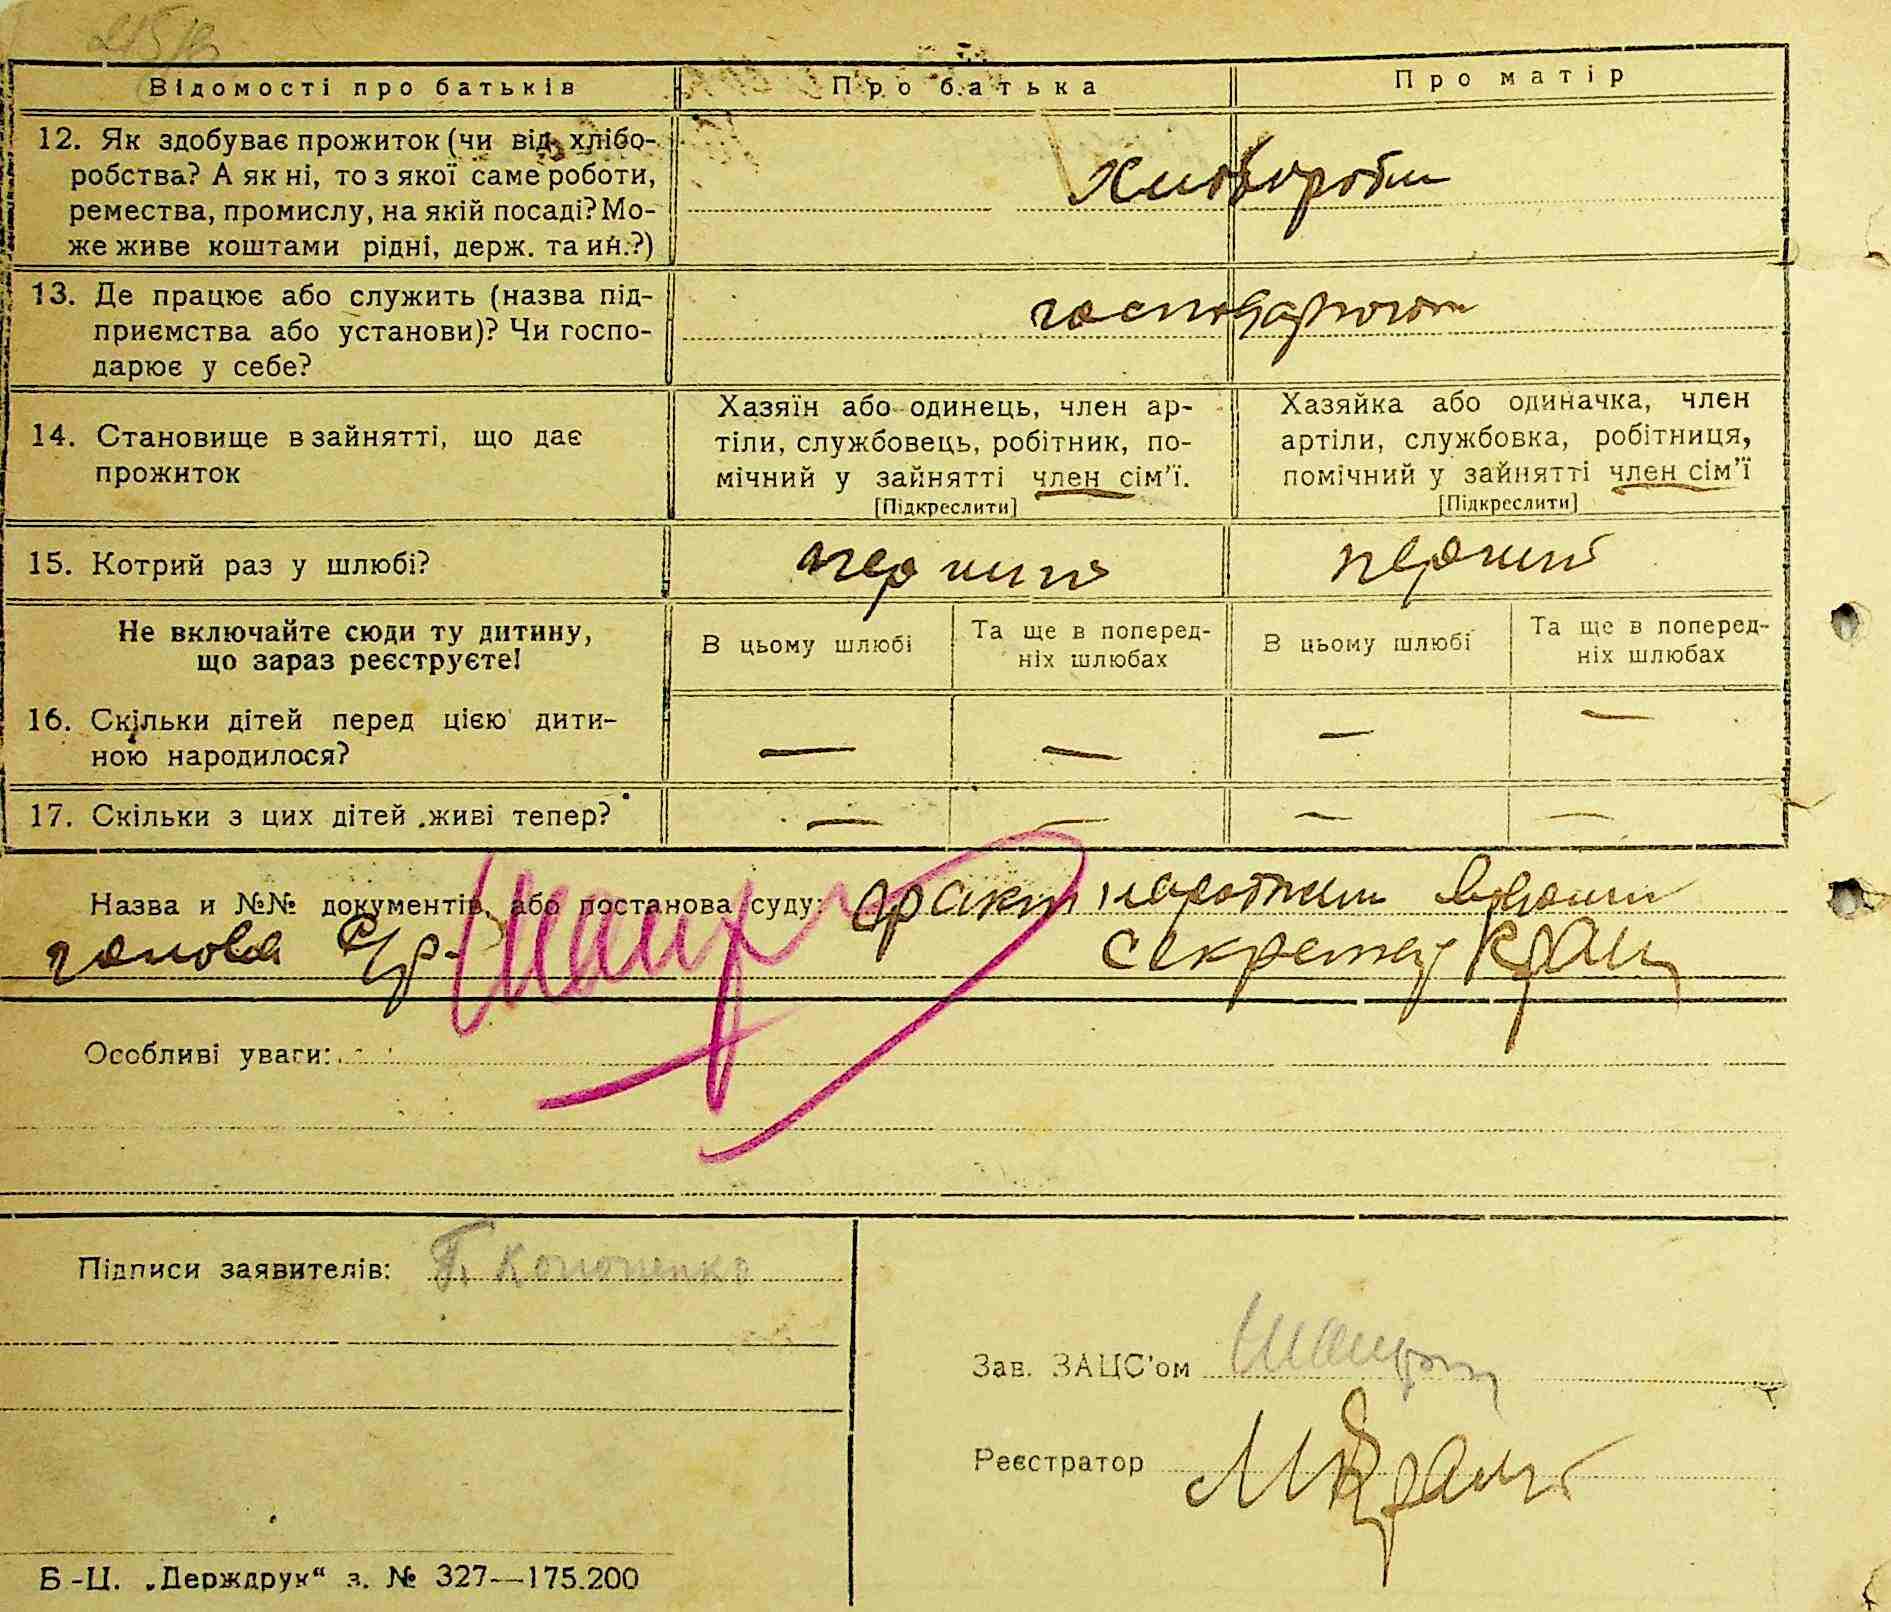 Відомості про батьків
Про батька
Про матір
12. Як здобуває прожиток (чи від хлібо-
робства? А як ні, то з якої саме роботи,
ремества, промислу, на якій посаді? Мо-
же живе коштами рідні, держ. та ин.?)
13. Де працює або служить (назва під-
приємства або установи)? Чи госпо-
дарює у себе?
14. Становище в зайнятті, що дає
прожиток
Хазяїн або одинець, член ар-
тіли, службовець, робітник, по-
мічний у зайнятті член сім'ї.
[Підкреслити]
Хазяйка або одиначка, член
артіли, службовка, робітниця,
помічний у зайнятті член сім'ї
[Підкреслити]
15. Котрий раз у шлюбі?
перший
перший
Не включайте сюди ту дитину,
що зараз реєструєте!
В цьому шлюбі
Та ще в поперед-
ніх шлюбах
В цьому шлюбі
Та ще в поперед-
ніх шлюбах
16. Скільки дітей перед цією дити-
ною народилося?
— — — —
17. Скільки з цих дітей живі тепер?
— — — —
Назва и №№ документів, або постанова суду: факт
голова с/р. секретар
Особливі уваги:
Підписи заявителів: Г. Кононенко
Зав. ЗАЦС'ом
Реєстратор
Б-Ц. „Держдрук“ з. № 327—175.200